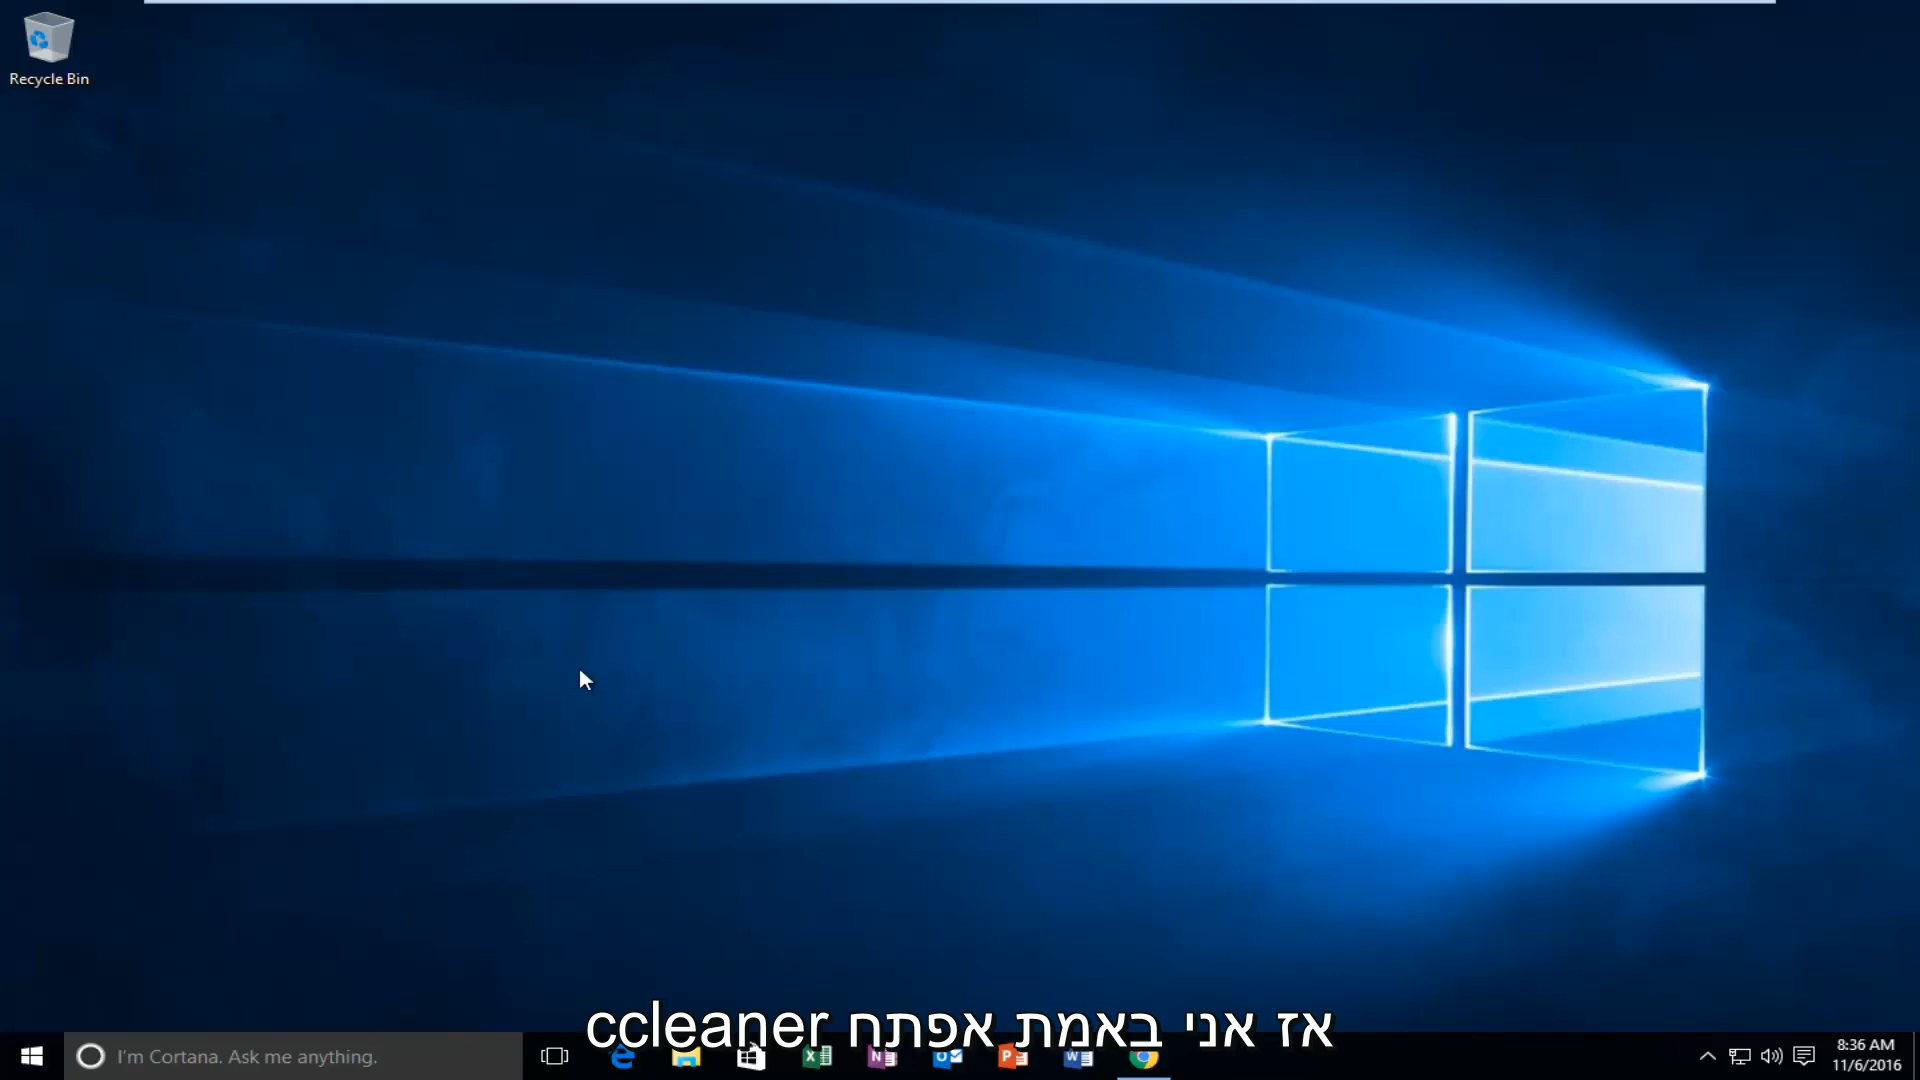 Recycle Bin
אז אני באמת אפתח ccleaner
I'm Cortana. Ask me anything.
8:36 AM
11/6/2016